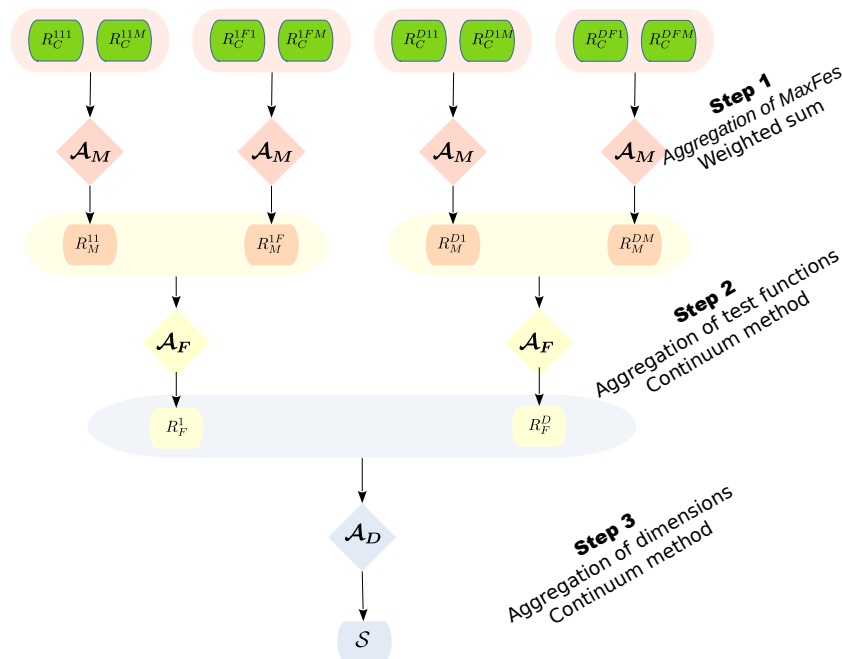 R_C^{111} R_C^{11M} R_C^{1F1} R_C^{1FM} R_C^{D11} R_C^{D1M} R_C^{DF1} R_C^{DFM}
Step 1
Aggregation of MaxFes
Weighted sum
A_M A_M A_M A_M
R_M^{11} R_M^{1F} R_M^{D1} R_M^{DM}
Step 2
Aggregation of test functions
Continuum method
A_F A_F
R_F^1 R_F^D
Step 3
Aggregation of dimensions
Continuum method
A_D
S